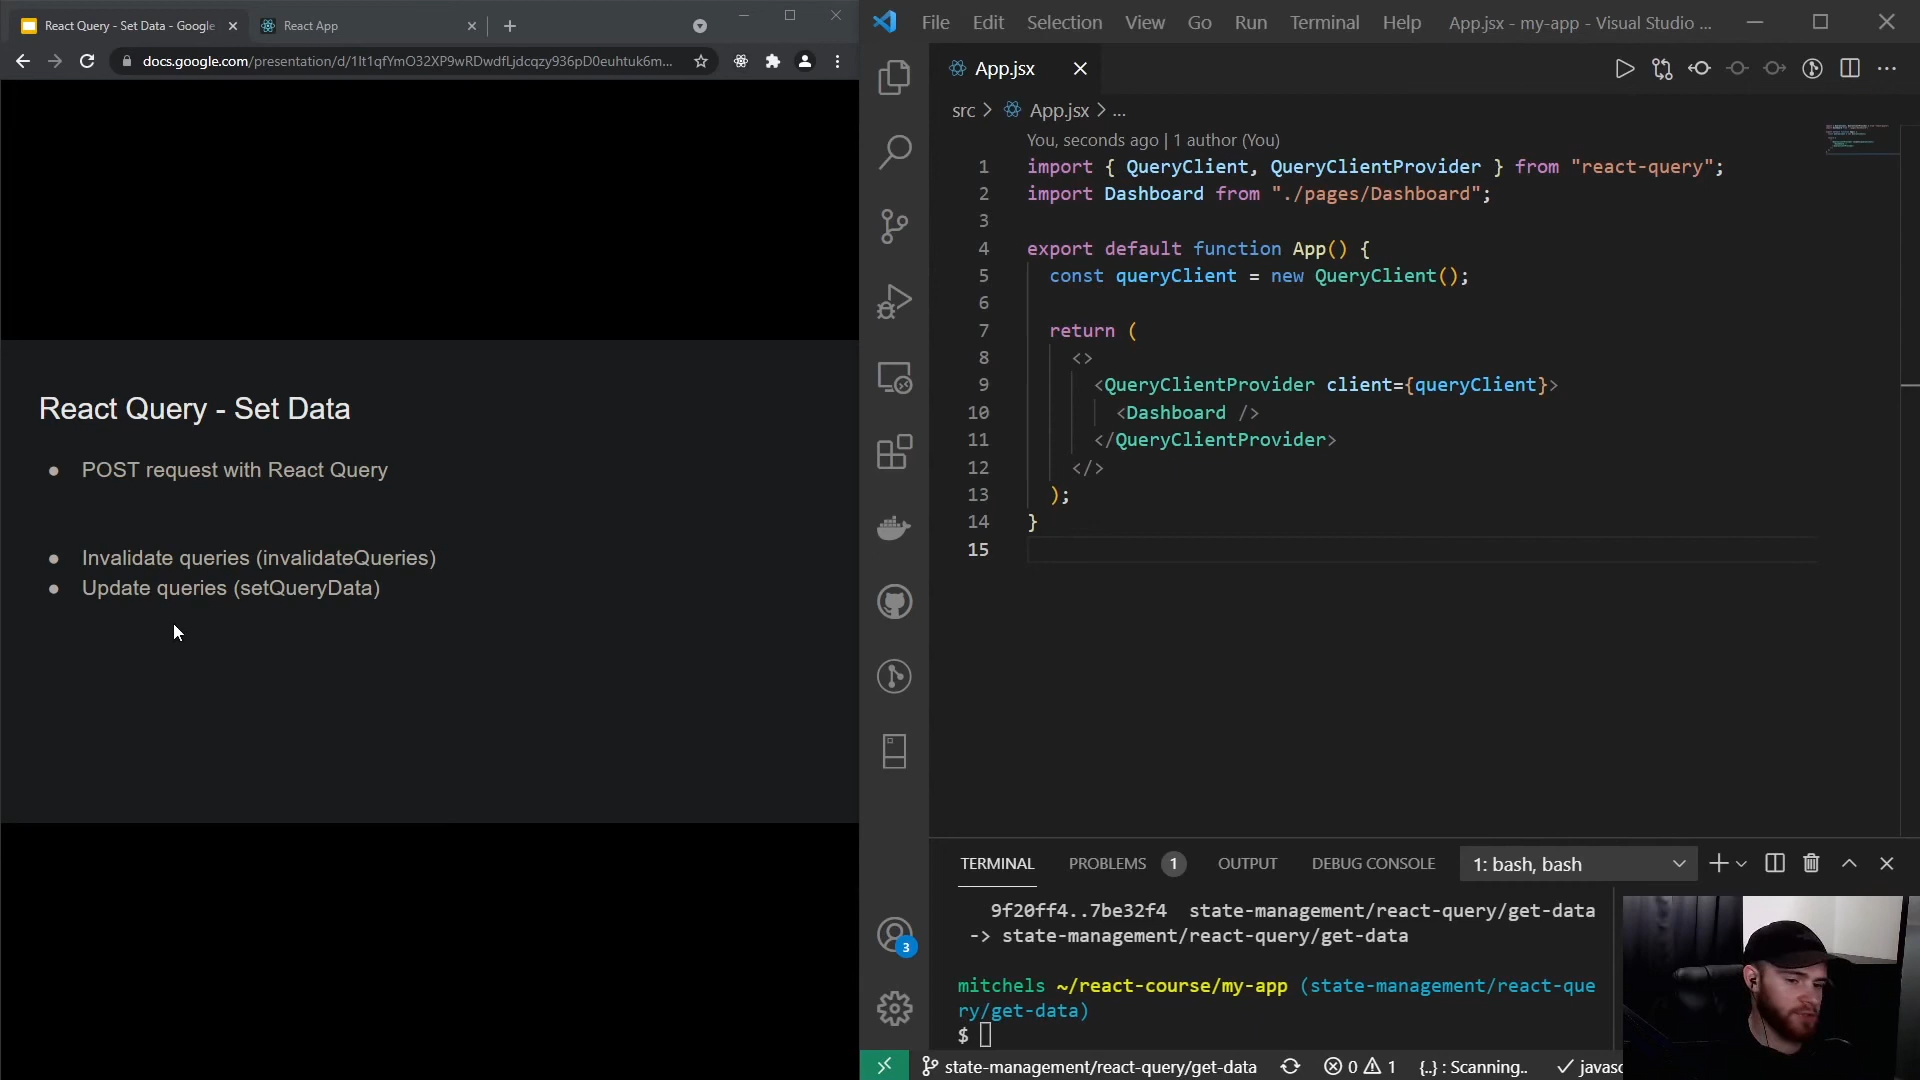 React Query - Set Data - Google
React App
docs.google.com/presentation/d/1It1qfYmO32XP9wRDwdfLjdcqzy936pD0euhtuk6m...
React Query - Set Data
POST request with React Query
Invalidate queries (invalidateQueries)
Update queries (setQueryData)
File Edit Selection View Go Run Terminal Help App.jsx - my-app - Visual Studio ...
App.jsx
src > App.jsx > ...
You, seconds ago | 1 author (You)
1 import { QueryClient, QueryClientProvider } from "react-query";
2 import Dashboard from "./pages/Dashboard";
3
4 export default function App() {
5 const queryClient = new QueryClient();
6
7 return (
8 <>
9 <QueryClientProvider client={queryClient}>
10 <Dashboard />
11 </QueryClientProvider>
12 </>
13 );
14 }
15
TERMINAL PROBLEMS 1 OUTPUT DEBUG CONSOLE 1: bash, bash
9f20ff4..7be32f4 state-management/react-query/get-data
-> state-management/react-query/get-data
mitchels ~/react-course/my-app (state-management/react-que
ry/get-data)
$
3
state-management/react-query/get-data 0 1 {..} : Scanning.. javasc